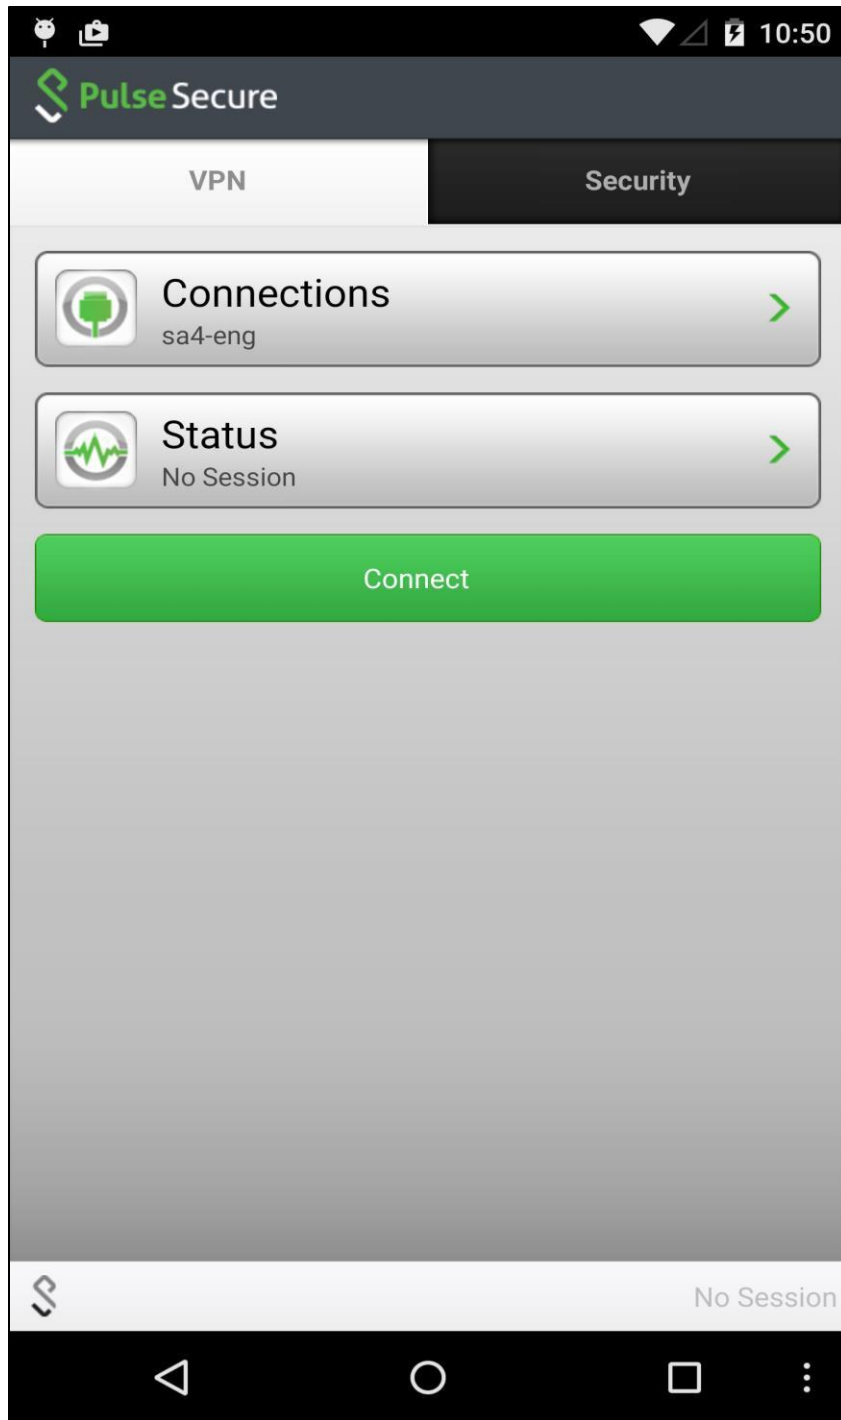 10:50
Pulse Secure
VPN
Security
Connections
sa4-eng
Status
No Session
Connect
No Session